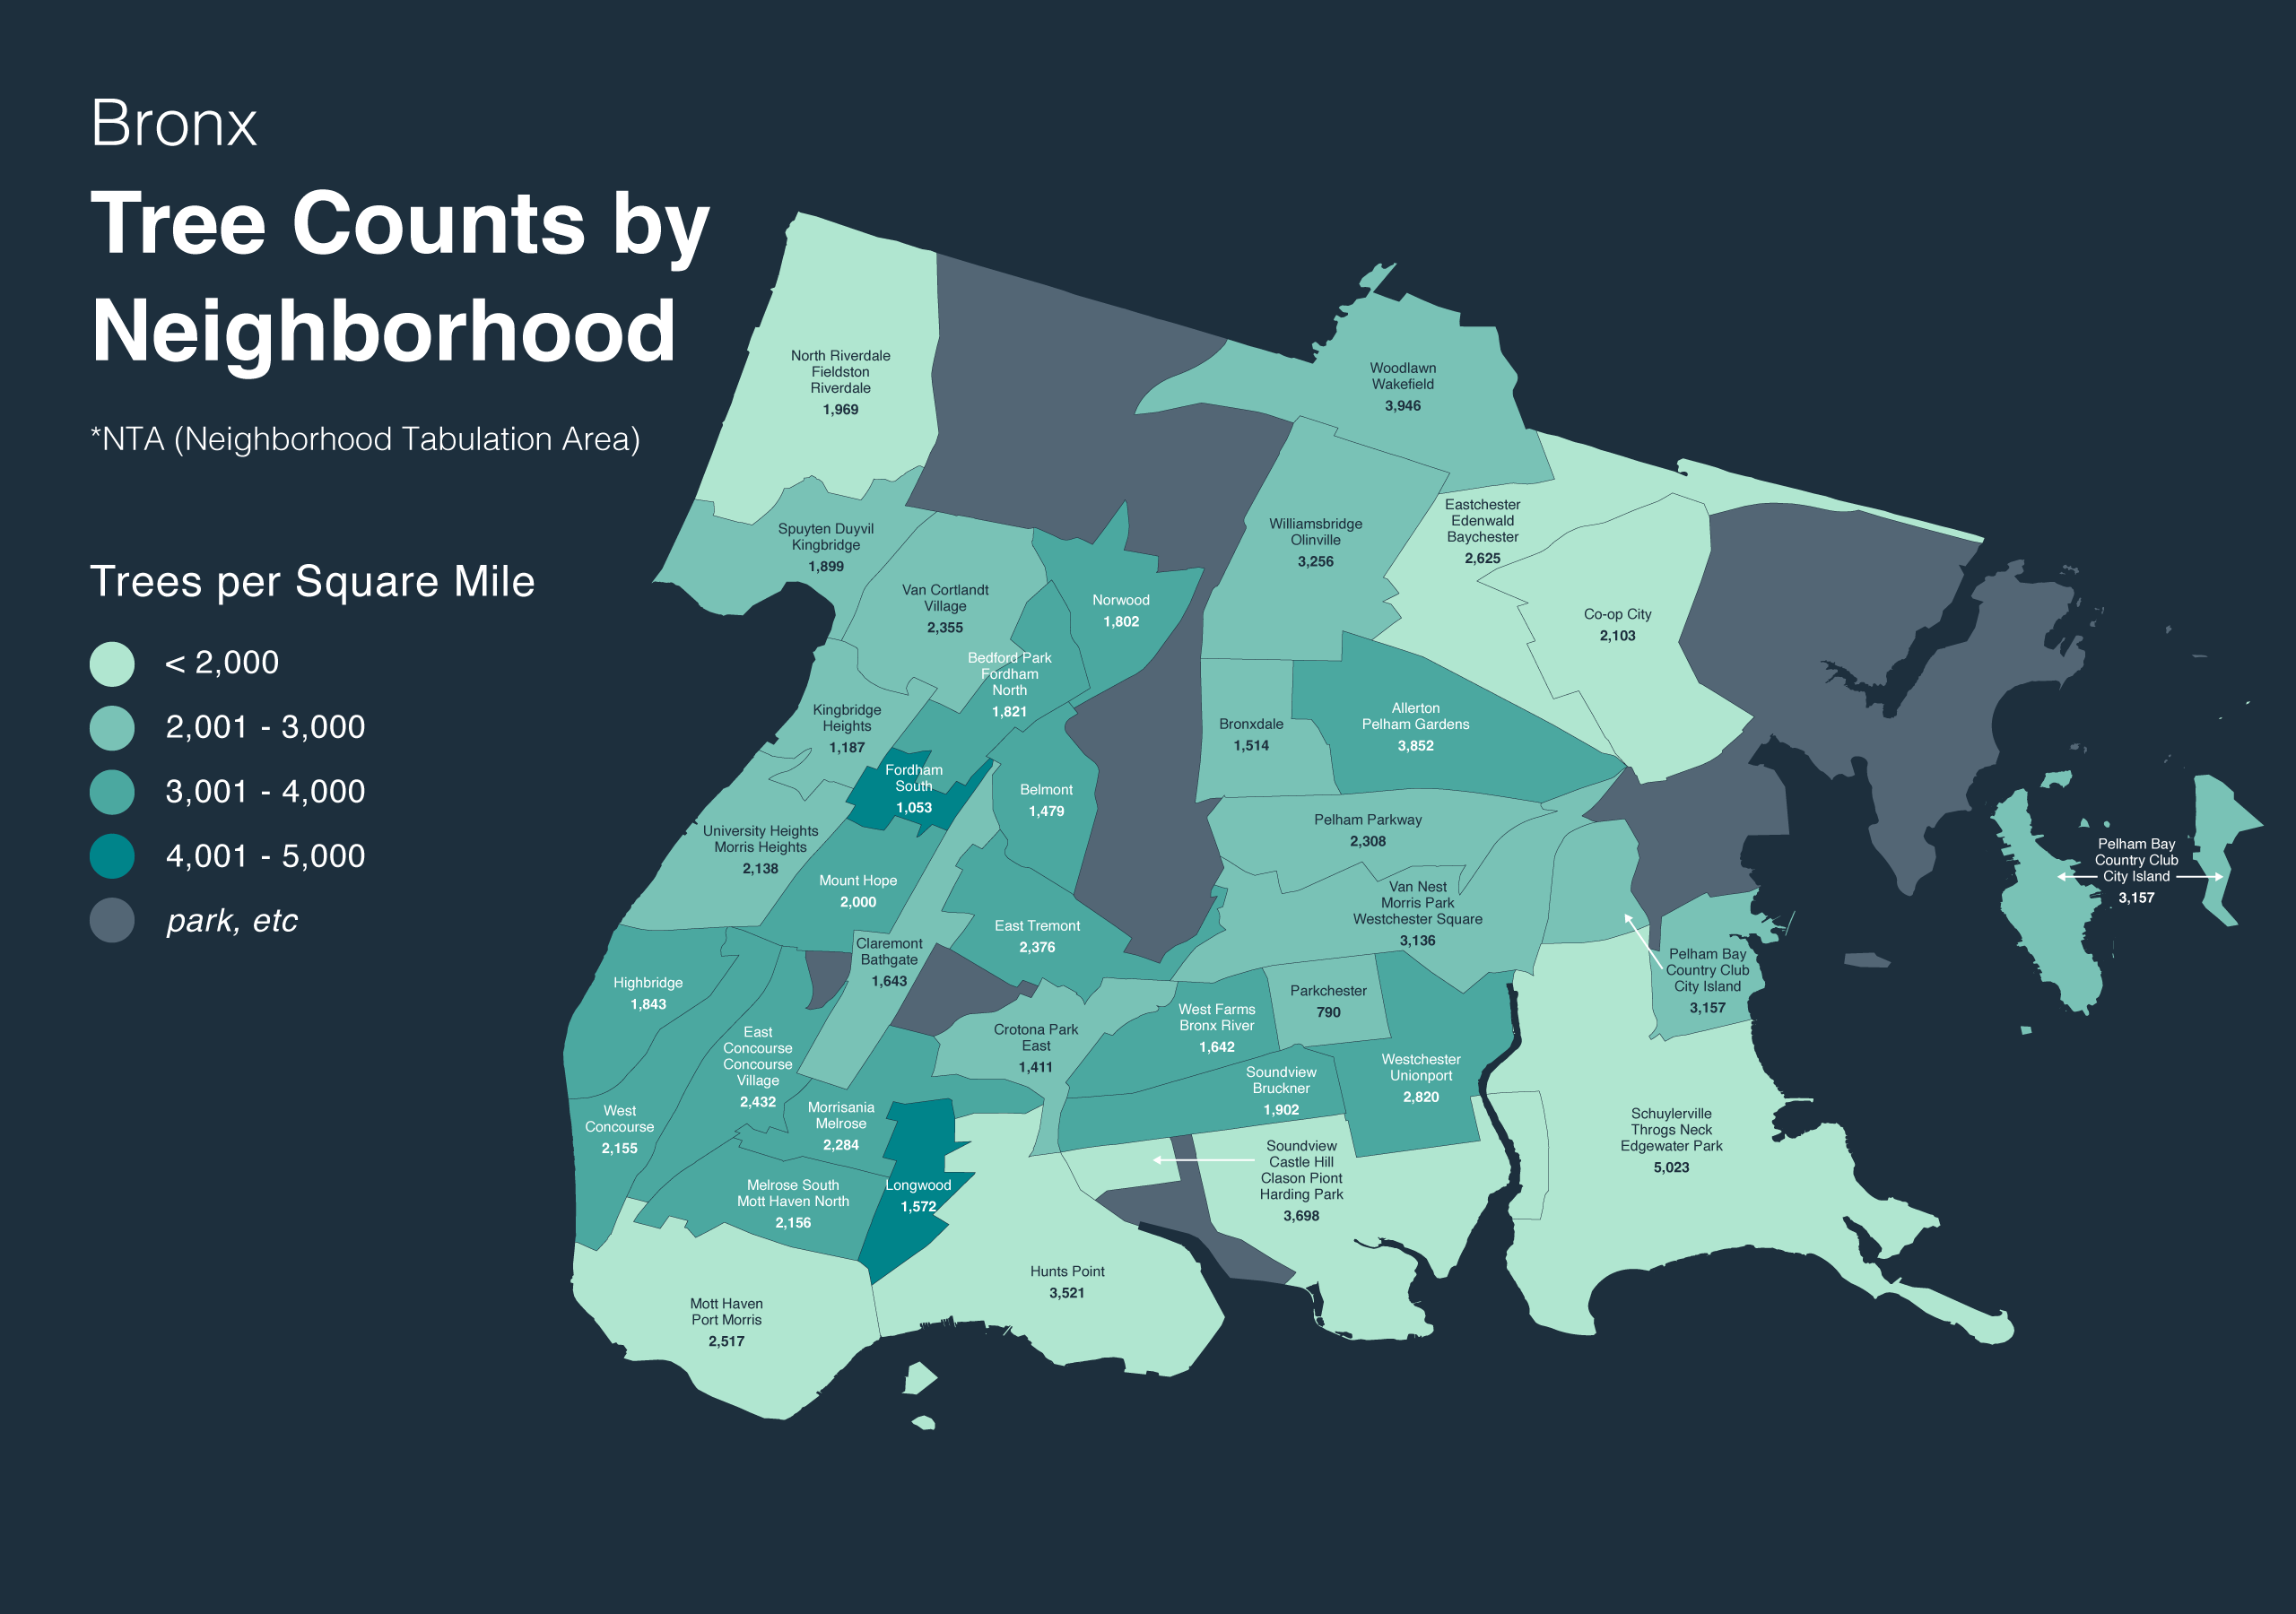 Bronx
Tree Counts by
Neighborhood
*NTA (Neighborhood Tabulation Area)
Trees per Square Mile
< 2,000
2,001 - 3,000
3,001 - 4,000
4,001 - 5,000
park, etc
North Riverdale
Fieldston
Riverdale
1,969
Woodlawn
Wakefield
3,946
Spuyten Duyvil
Kingbridge
1,899
Van Cortlandt
Village
2,355
Norwood
1,802
Williamsbridge
Olinville
3,256
Eastchester
Edenwald
Baychester
2,625
Co-op City
2,103
Bedford Park
Fordham
North
1,821
Kingbridge
Heights
1,187
Bronxdale
1,514
Allerton
Pelham Gardens
3,852
Fordham
South
1,053
Belmont
1,479
University Heights
Morris Heights
2,138
Pelham Parkway
2,308
Pelham Bay
Country Club
City Island
3,157
Mount Hope
2,000
Van Nest
Morris Park
Westchester Square
3,136
East Tremont
2,376
Claremont
Bathgate
1,643
Pelham Bay
Country Club
City Island
3,157
Highbridge
1,843
Parkchester
790
West Farms
Bronx River
1,642
Crotona Park
East
1,411
East
Concourse
Concourse
Village
2,432
Westchester
Unionport
2,820
Soundview
Bruckner
1,902
West
Concourse
2,155
Morrisania
Melrose
2,284
Schuylerville
Throgs Neck
Edgewater Park
5,023
Soundview
Castle Hill
Clason Piont
Harding Park
3,698
Melrose South
Mott Haven North
2,156
Longwood
1,572
Hunts Point
3,521
Mott Haven
Port Morris
2,517